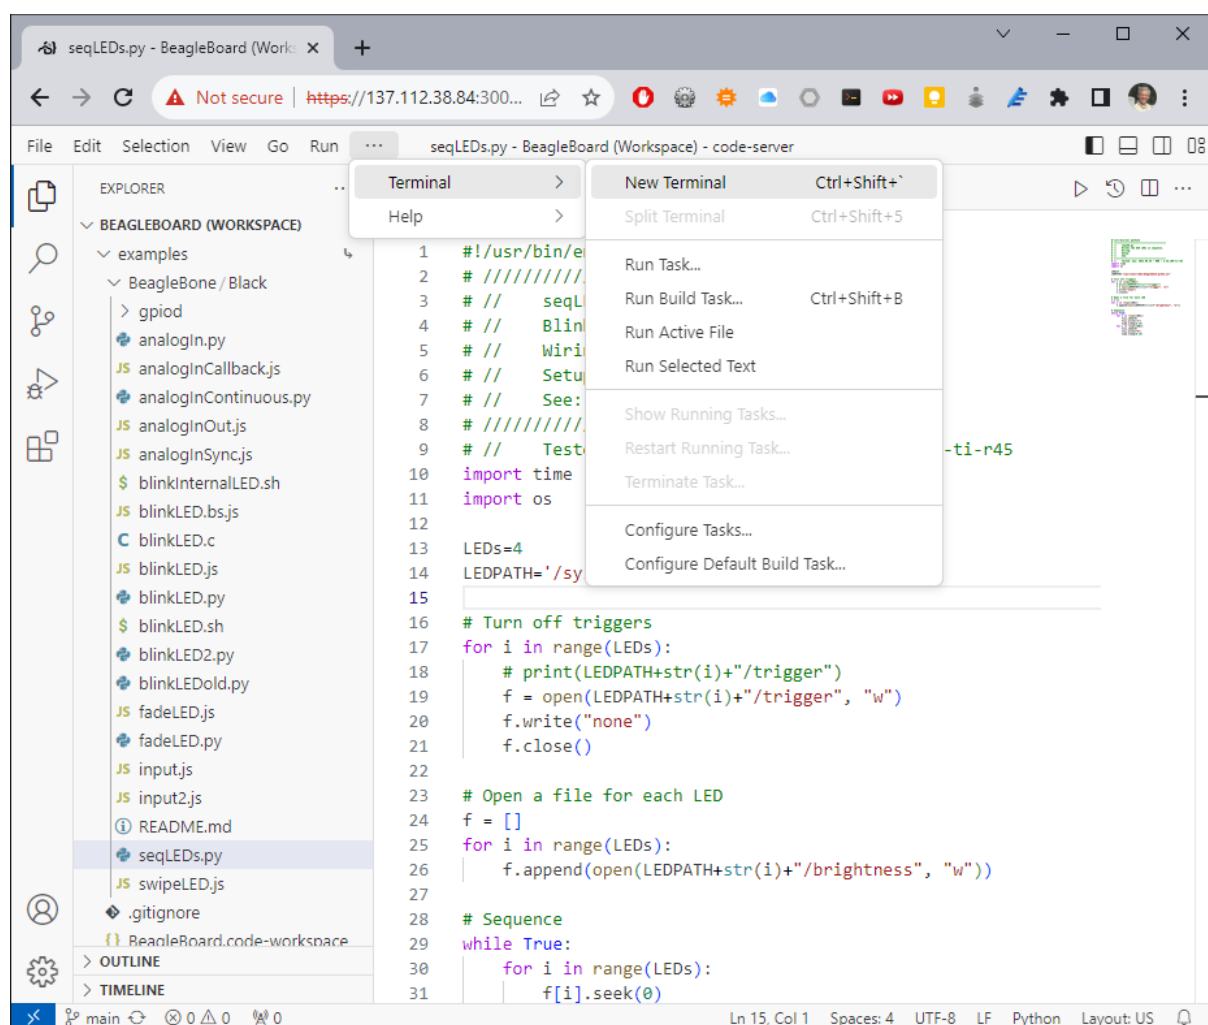 seqLEDs.py - BeagleBoard (Work
Not secure https://137.112.38.84:300...
File Edit Selection View Go Run ... seqLEDs.py - BeagleBoard (Workspace) - code-server
EXPLORER
Terminal
Help
New Terminal Ctrl+Shift+`
Split Terminal Ctrl+Shift+5
Run Task...
Run Build Task... Ctrl+Shift+B
Run Active File
Run Selected Text
Show Running Tasks...
Restart Running Task...
Terminate Task...
Configure Tasks...
Configure Default Build Task...
BEAGLEBOARD (WORKSPACE)
examples
BeagleBone / Black
gpiod
analogIn.py
JS analogInCallback.js
analogInContinuous.py
JS analogInOut.js
JS analogInSync.js
$ blinkInternalLED.sh
JS blinkLED.bs.js
C blinkLED.c
JS blinkLED.js
blinkLED.py
$ blinkLED.sh
blinkLED2.py
blinkLEDold.py
JS fadeLED.js
fadeLED.py
JS input.js
JS input2.js
README.md
seqLEDs.py
JS swipeLED.js
.gitignore
{} BeagleBoard.code-workspace
OUTLINE
TIMELINE
1 #!/usr/bin/e
2 # //////////
3 # // seqL
4 # // Blin
5 # // Wiri
6 # // Setu
7 # // See:
8 # //////////
9 # // Test -ti-r45
10 import time
11 import os
12
13 LEDs=4
14 LEDPATH='/sy
15
16 # Turn off triggers
17 for i in range(LEDs):
18 # print(LEDPATH+str(i)+"/trigger")
19 f = open(LEDPATH+str(i)+"/trigger", "w")
20 f.write("none")
21 f.close()
22
23 # Open a file for each LED
24 f = []
25 for i in range(LEDs):
26 f.append(open(LEDPATH+str(i)+"/brightness", "w"))
27
28 # Sequence
29 while True:
30 for i in range(LEDs):
31 f[i].seek(0)
main 0 0 0 Ln 15, Col 1 Spaces: 4 UTF-8 LF Python Layout: US